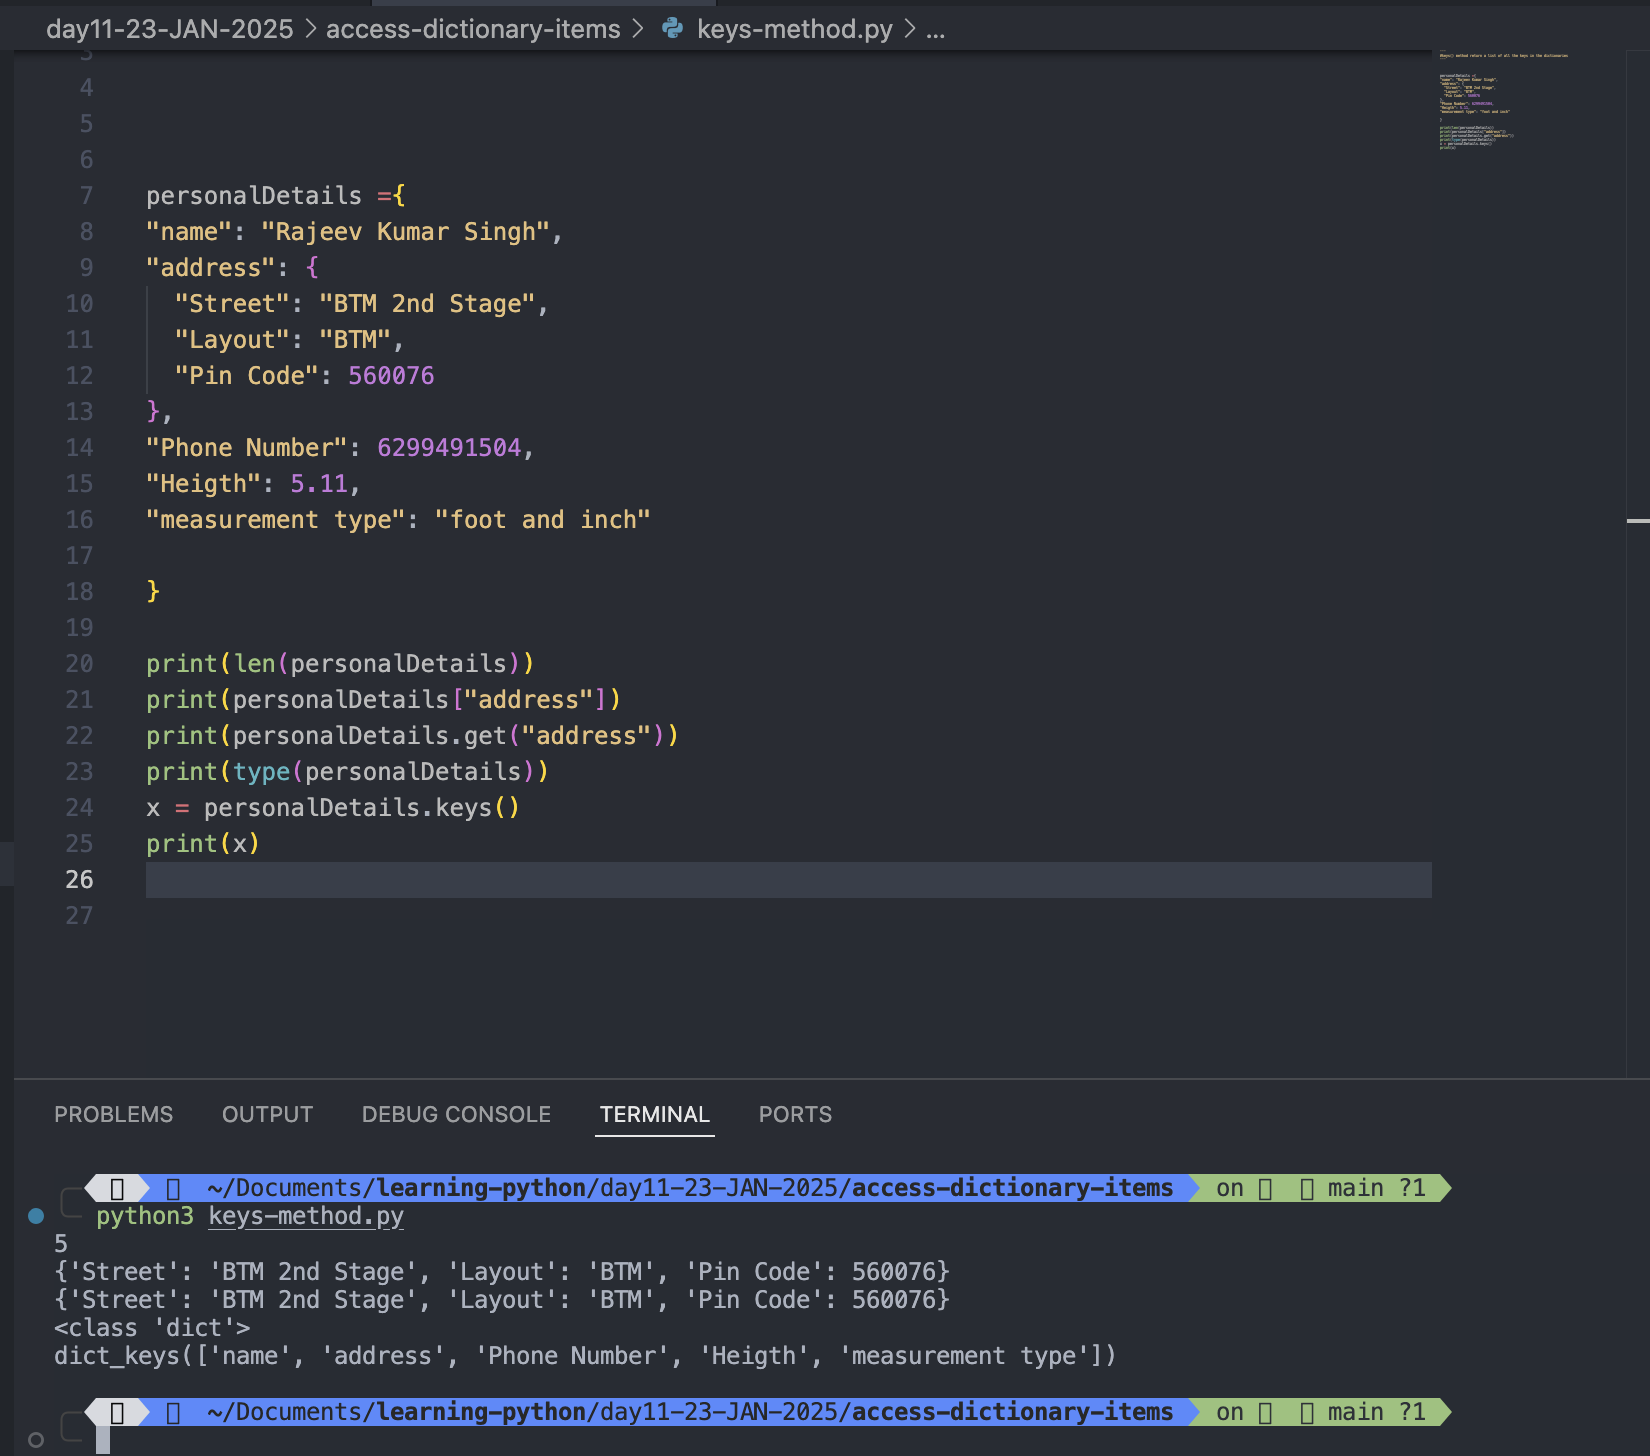 day11-23-JAN-2025 > access-dictionary-items > keys-method.py > ...
3
4
5
6
7 personalDetails ={
8 "name": "Rajeev Kumar Singh",
9 "address": {
10 "Street": "BTM 2nd Stage",
11 "Layout": "BTM",
12 "Pin Code": 560076
13 },
14 "Phone Number": 6299491504,
15 "Heigth": 5.11,
16 "measurement type": "foot and inch"
17
18 }
19
20 print(len(personalDetails))
21 print(personalDetails["address"])
22 print(personalDetails.get("address"))
23 print(type(personalDetails))
24 x = personalDetails.keys()
25 print(x)
26
27
PROBLEMS OUTPUT DEBUG CONSOLE TERMINAL PORTS
~/Documents/learning-python/day11-23-JAN-2025/access-dictionary-items on main ?1
python3 keys-method.py
5
{'Street': 'BTM 2nd Stage', 'Layout': 'BTM', 'Pin Code': 560076}
{'Street': 'BTM 2nd Stage', 'Layout': 'BTM', 'Pin Code': 560076}
<class 'dict'>
dict_keys(['name', 'address', 'Phone Number', 'Heigth', 'measurement type'])
~/Documents/learning-python/day11-23-JAN-2025/access-dictionary-items on main ?1